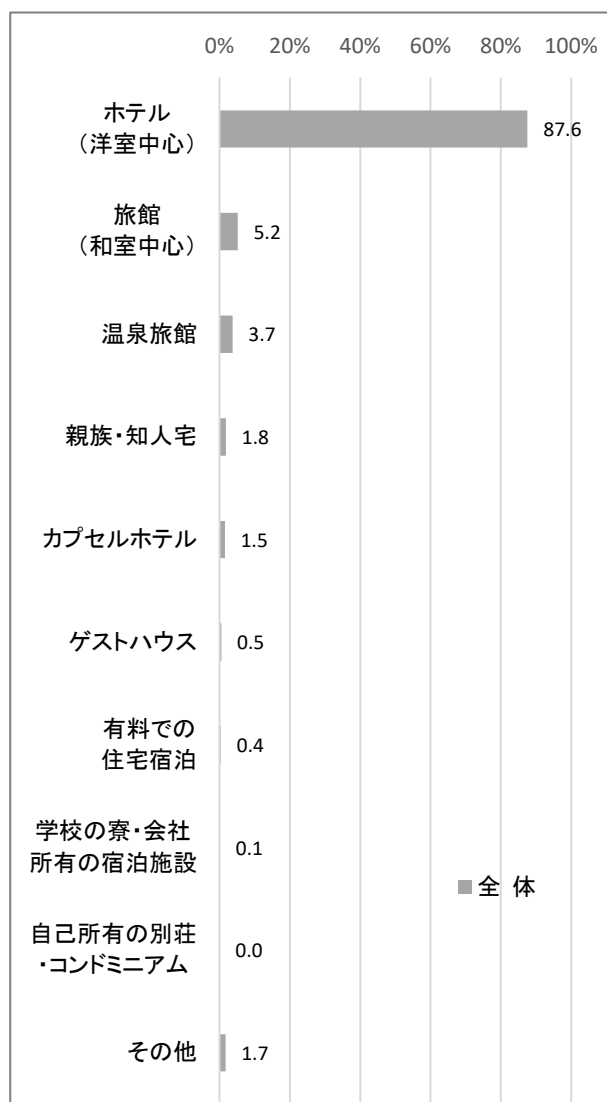 0% 20% 40% 60% 80% 100%
ホテル
（洋室中心）
87.6
旅館
（和室中心）
5.2
温泉旅館
3.7
親族・知人宅
1.8
カプセルホテル
1.5
ゲストハウス
0.5
有料での
住宅宿泊
0.4
学校の寮・会社
所有の宿泊施設
0.1
全 体
自己所有の別荘
・コンドミニアム
0.0
その他
1.7